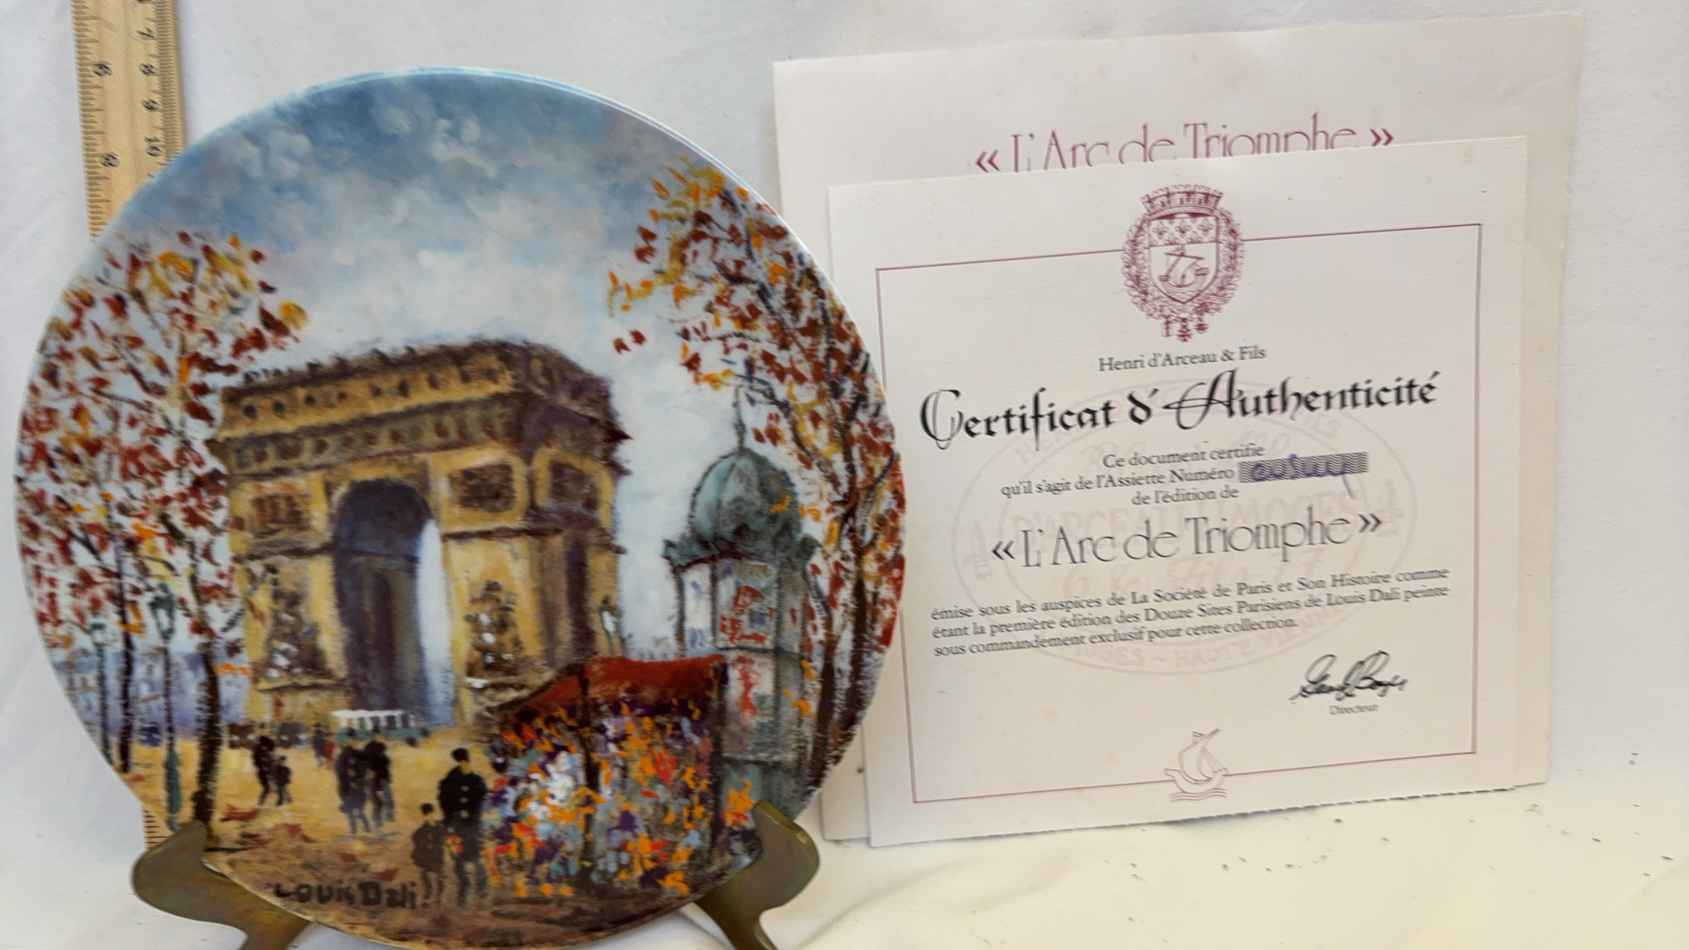 « L'Arc de Triomphe »
Henri d'Arceau & Fils
Certificat d'Authenticité
Ce document certifie
qu'il s'agit de l'Assiette Numéro
de l'édition de
«L'Arc de Triomphe»
émise sous les auspices de La Société de Paris et Son Histoire comme
étant la première édition des Douze Sites Parisiens de Louis Dali peinte
sous commandement exclusif pour cette collection.
Directeur
Louis Dali